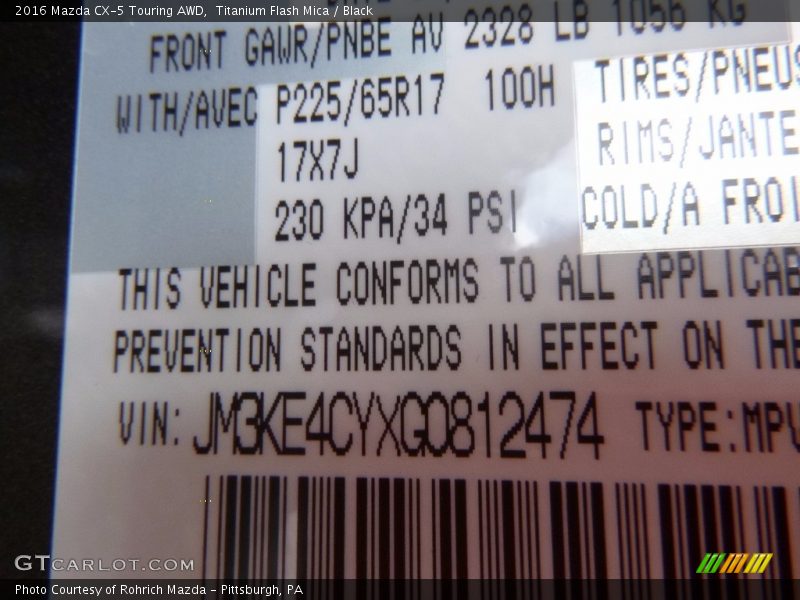 2016 Mazda CX-5 Touring AWD, Titanium Flash Mica / Black
FRONT GAWR/PNBE AV 2328 LB 1056 KG
WITH/AVEC P225/65R17 100H TIRES/PNEUS
17X7J RIMS/JANTE
230 KPA/34 PSI COLD/A FROI
THIS VEHICLE CONFORMS TO ALL APPLICAB
PREVENTION STANDARDS IN EFFECT ON THE
VIN: JM3KE4CYXG0812474 TYPE:MPV
GTCARLOT.COM
Photo Courtesy of Rohrich Mazda - Pittsburgh, PA